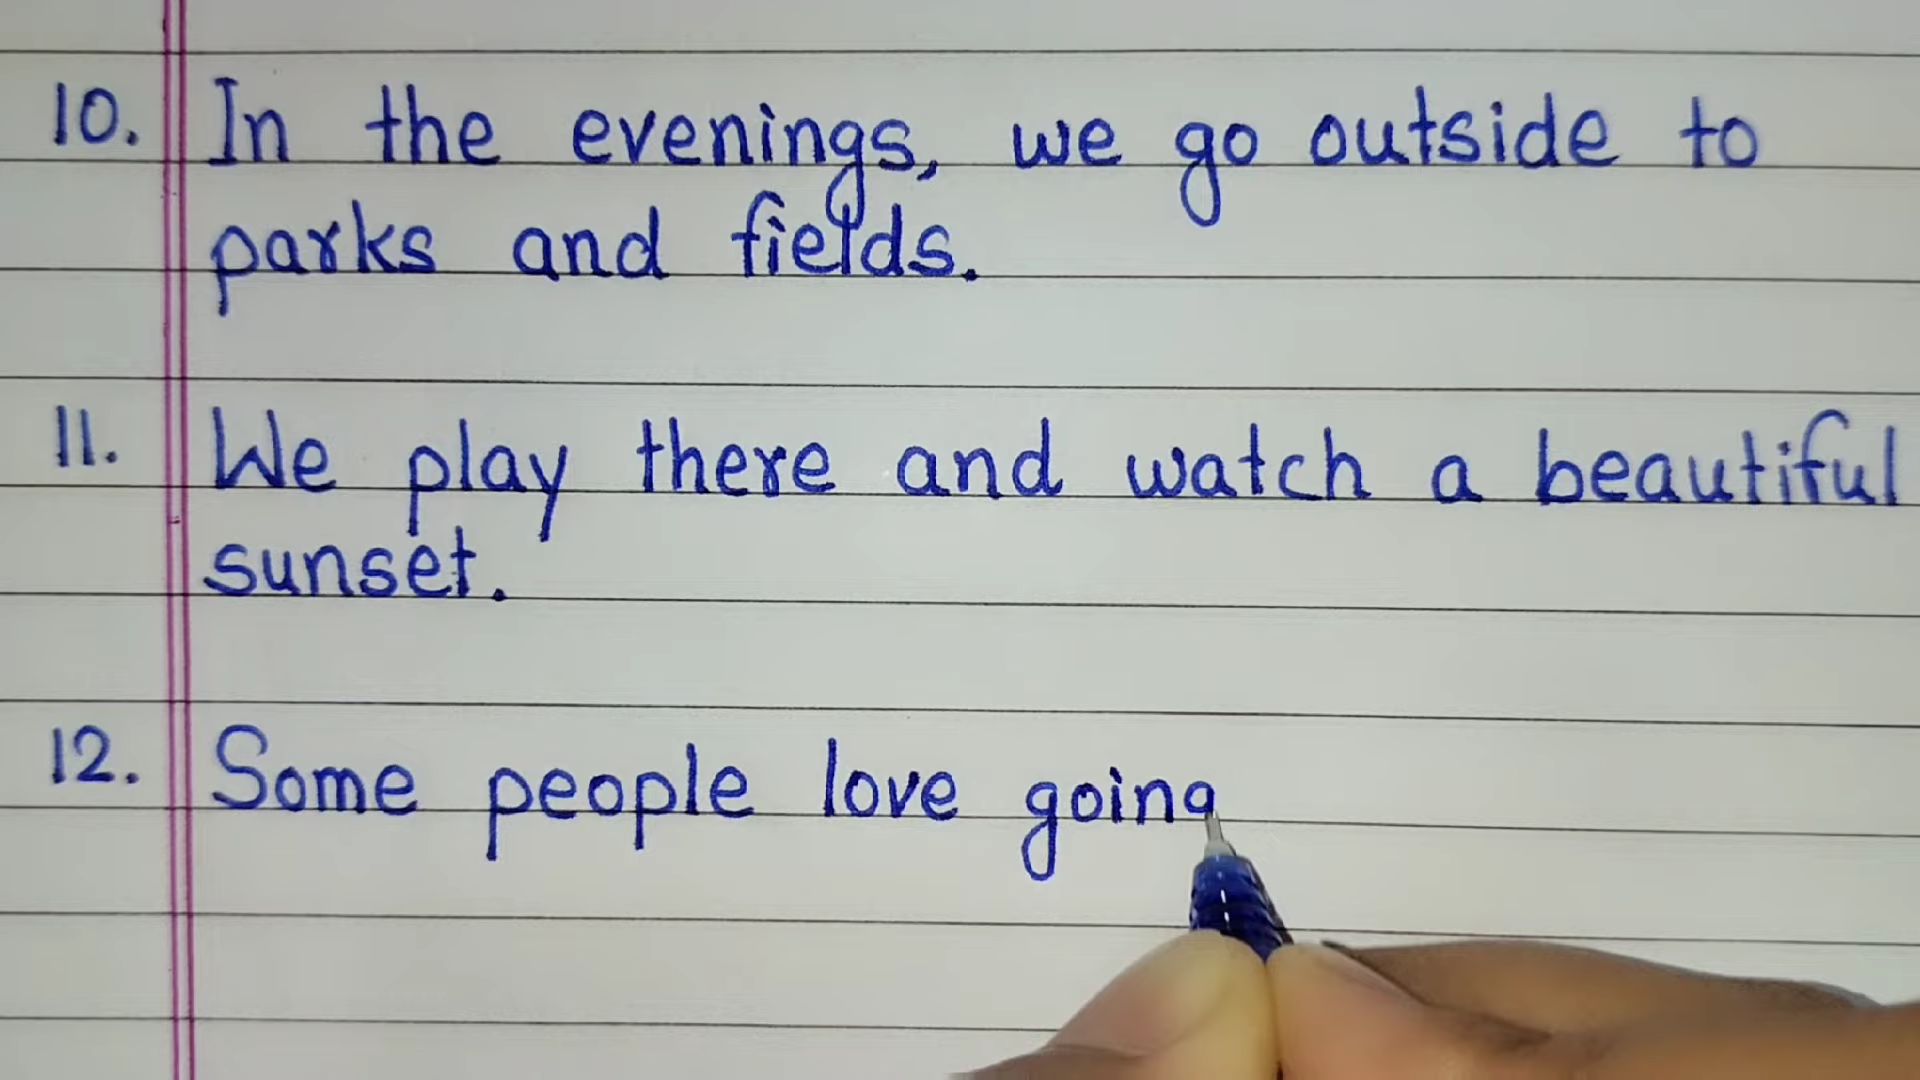 10. In the evenings, we go outside to
parks and fields.
11. We play there and watch a beautiful
sunset.
12. Some people love going